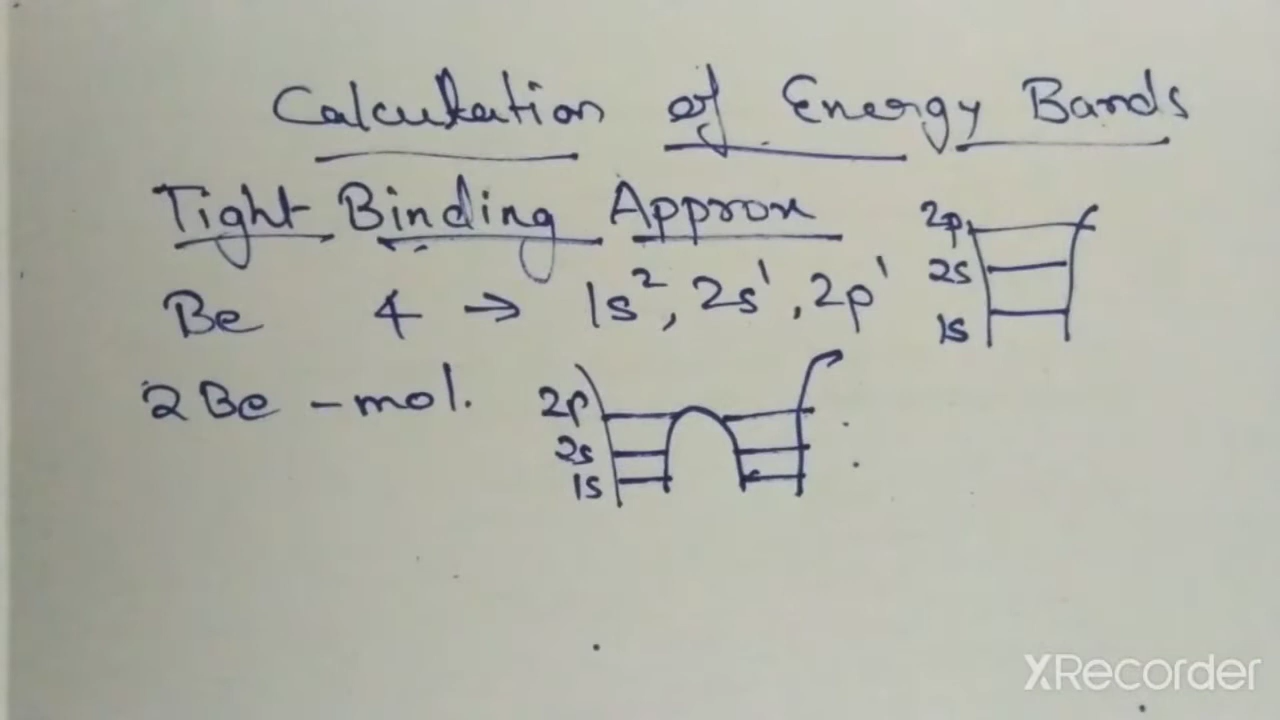 Calculation of Energy Bands
Tight Binding Approx
Be 4 → 1s², 2s¹, 2p¹
2p
2s
1s
2Be - mol.
2p
2s
1s
XRecorder